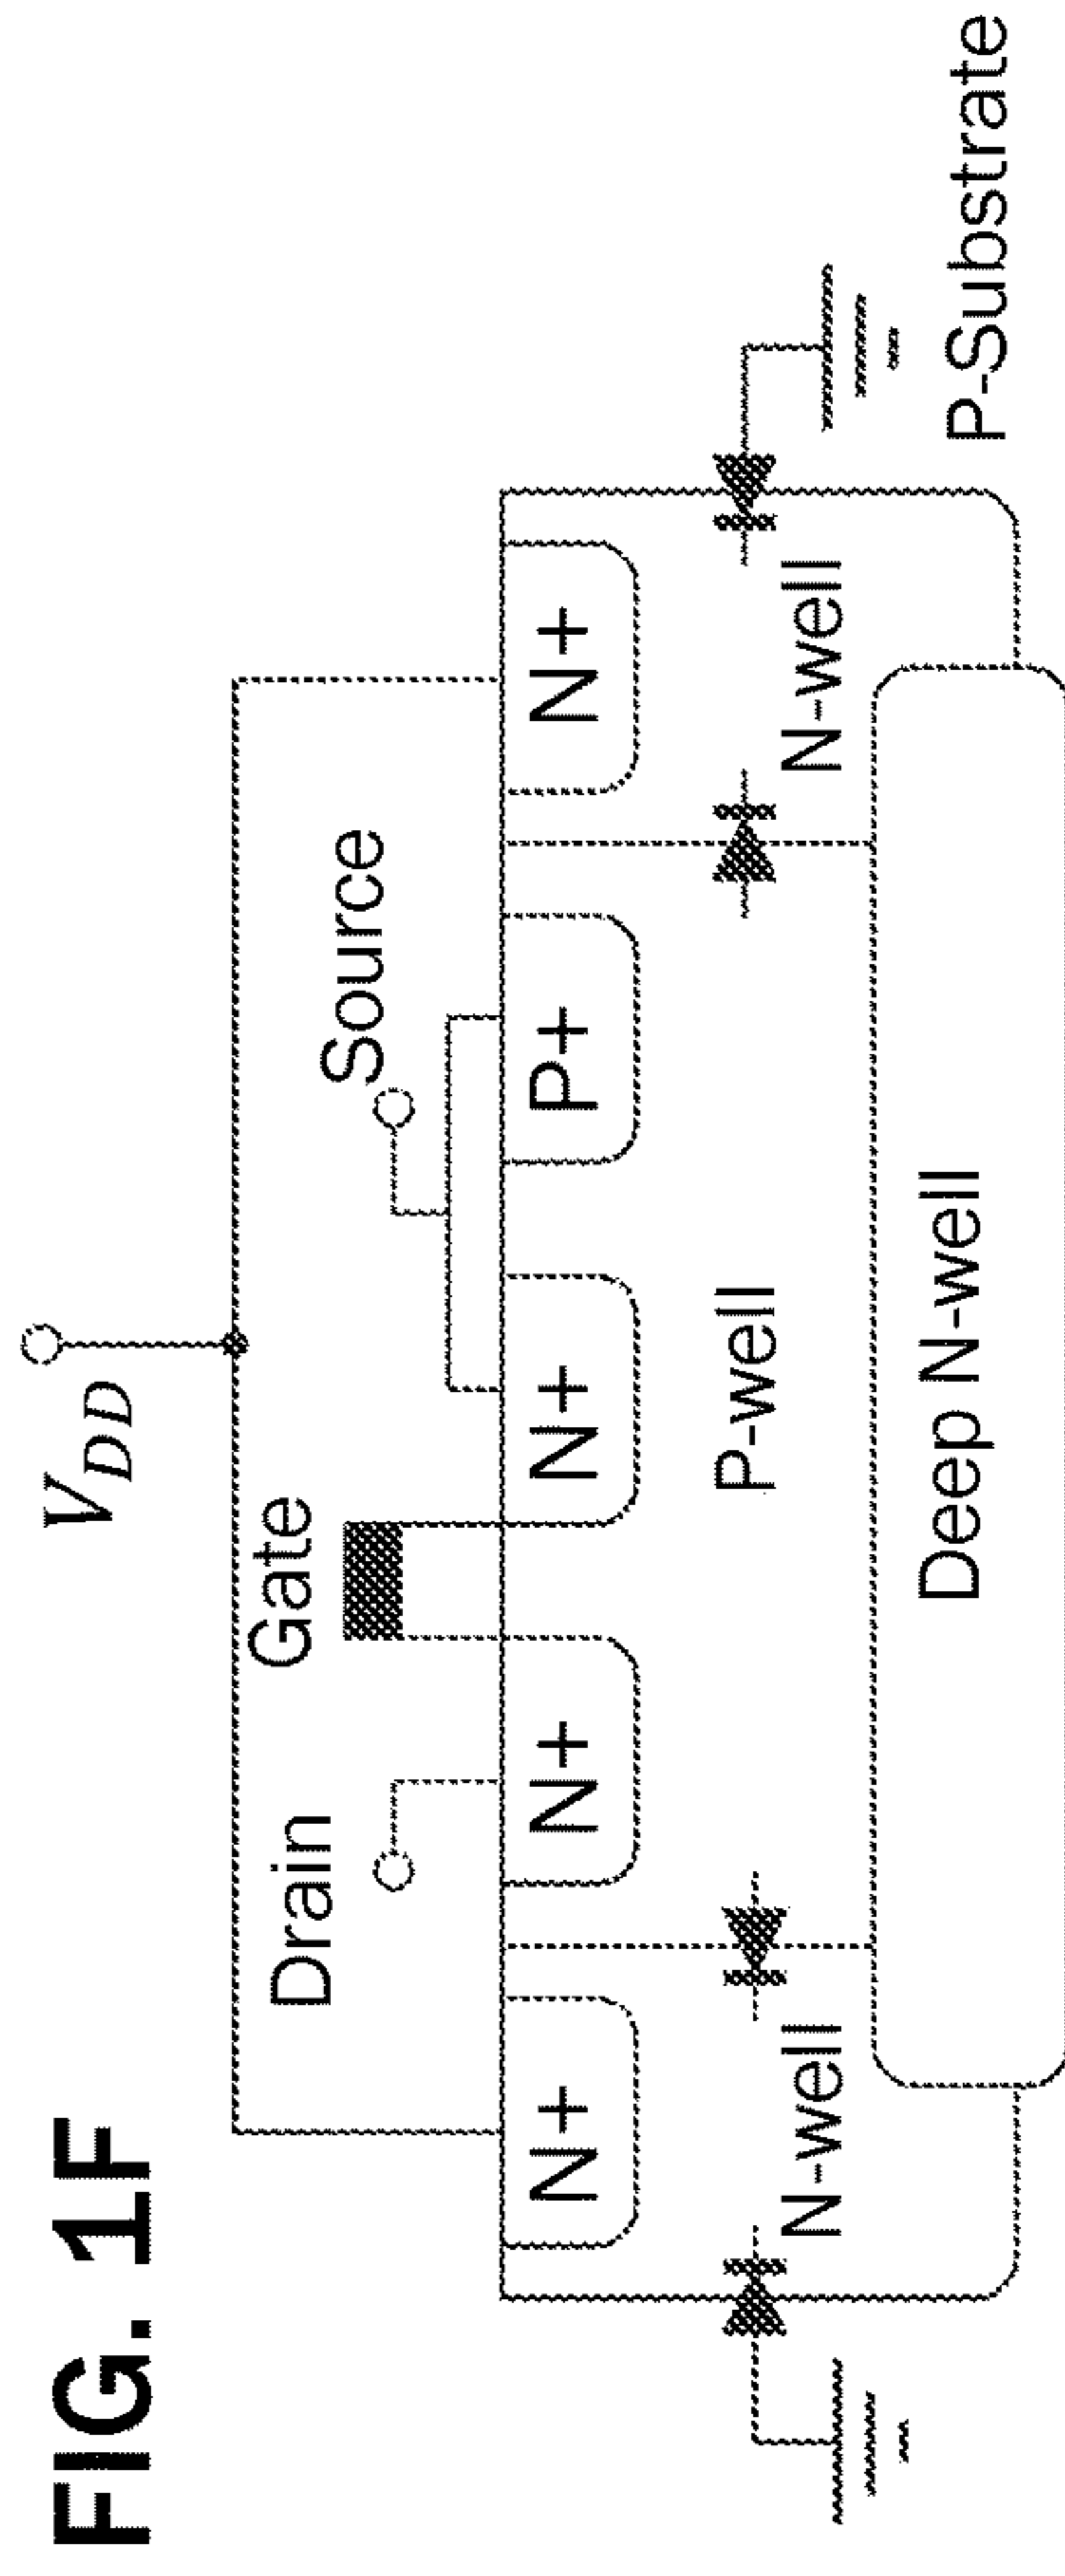 FIG. 1F
V_DD
Gate
Drain
Source
N+
N+
N+
P+
N+
P-well
N-well
N-well
Deep N-well
P-Substrate